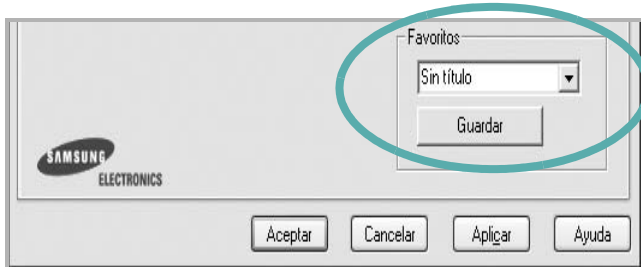 Favoritos
Sin título
Guardar
SAMSUNG
ELECTRONICS
Aceptar
Cancelar
Aplicar
Ayuda